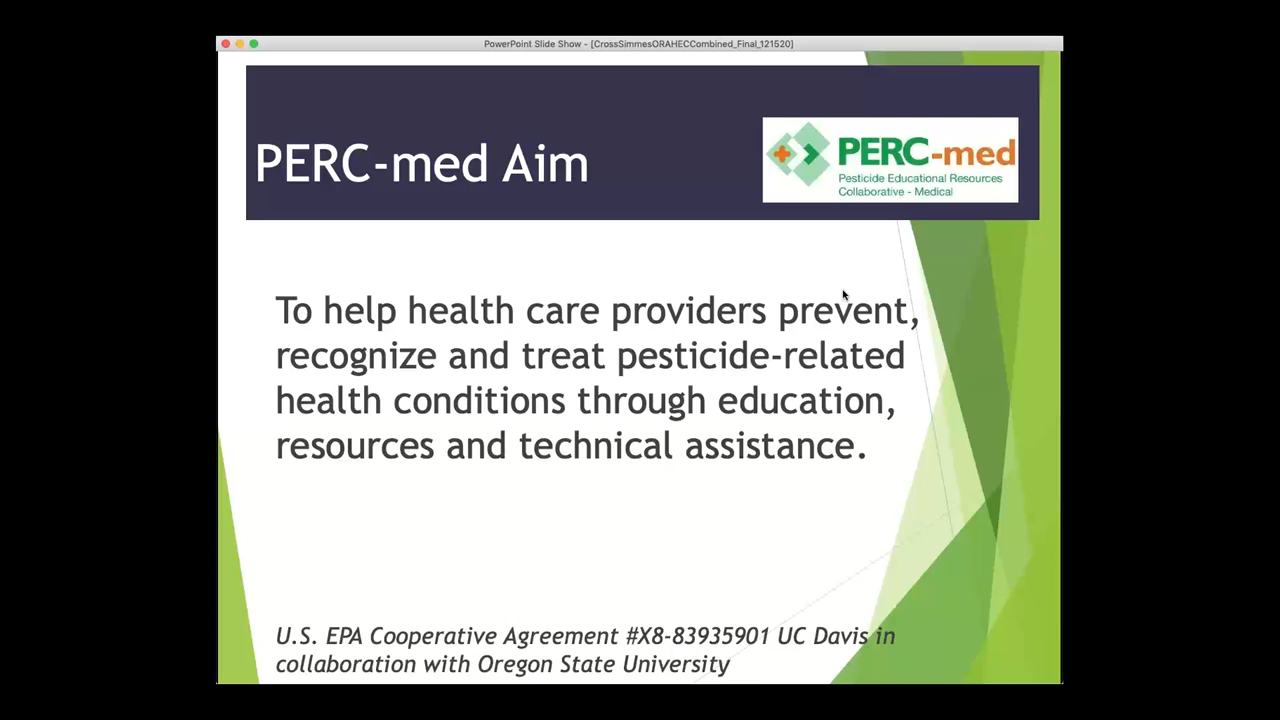 PowerPoint Slide Show - [CrossSimmesORAHECCombined_Final_121520]
PERC-med Aim
PERC-med
Pesticide Educational Resources
Collaborative - Medical
To help health care providers prevent,
recognize and treat pesticide-related
health conditions through education,
resources and technical assistance.
U.S. EPA Cooperative Agreement #X8-83935901 UC Davis in
collaboration with Oregon State University